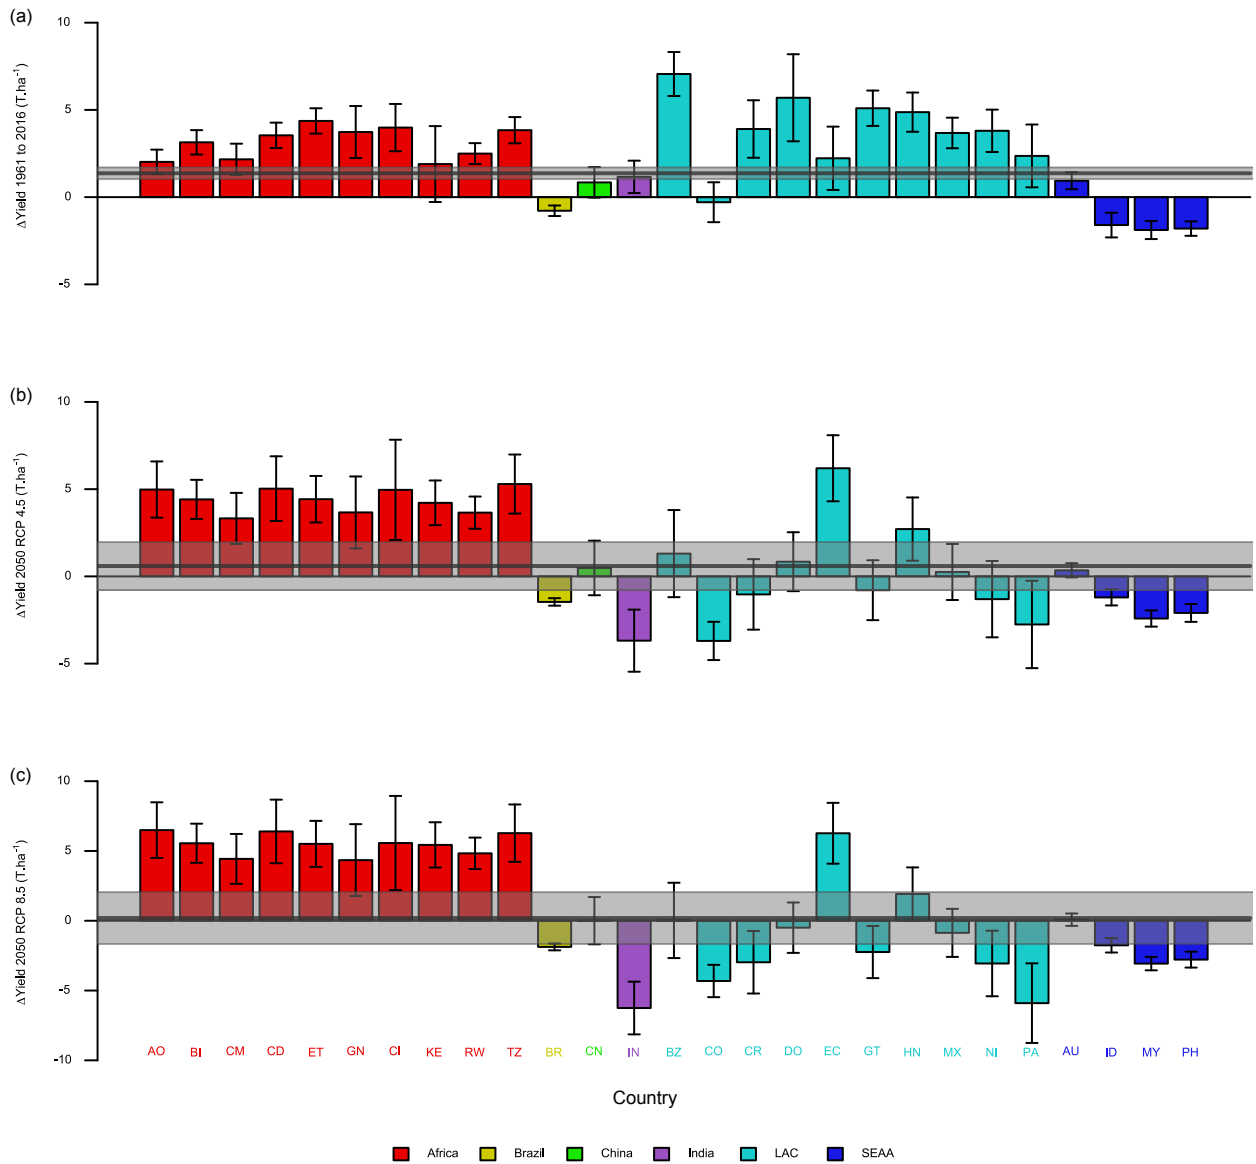 (a)
10
5
0
-5
ΔYield 1961 to 2016 (T.ha⁻¹)
(b)
10
5
0
-5
ΔYield 2050 RCP 4.5 (T.ha⁻¹)
(c)
10
5
0
-5
-10
ΔYield 2050 RCP 8.5 (T.ha⁻¹)
AO BI CM CD ET GN CI KE RW TZ BR CN IN BZ CO CR DO EC GT HN MX NI PA AU ID MY PH
Country
Africa Brazil China India LAC SEAA